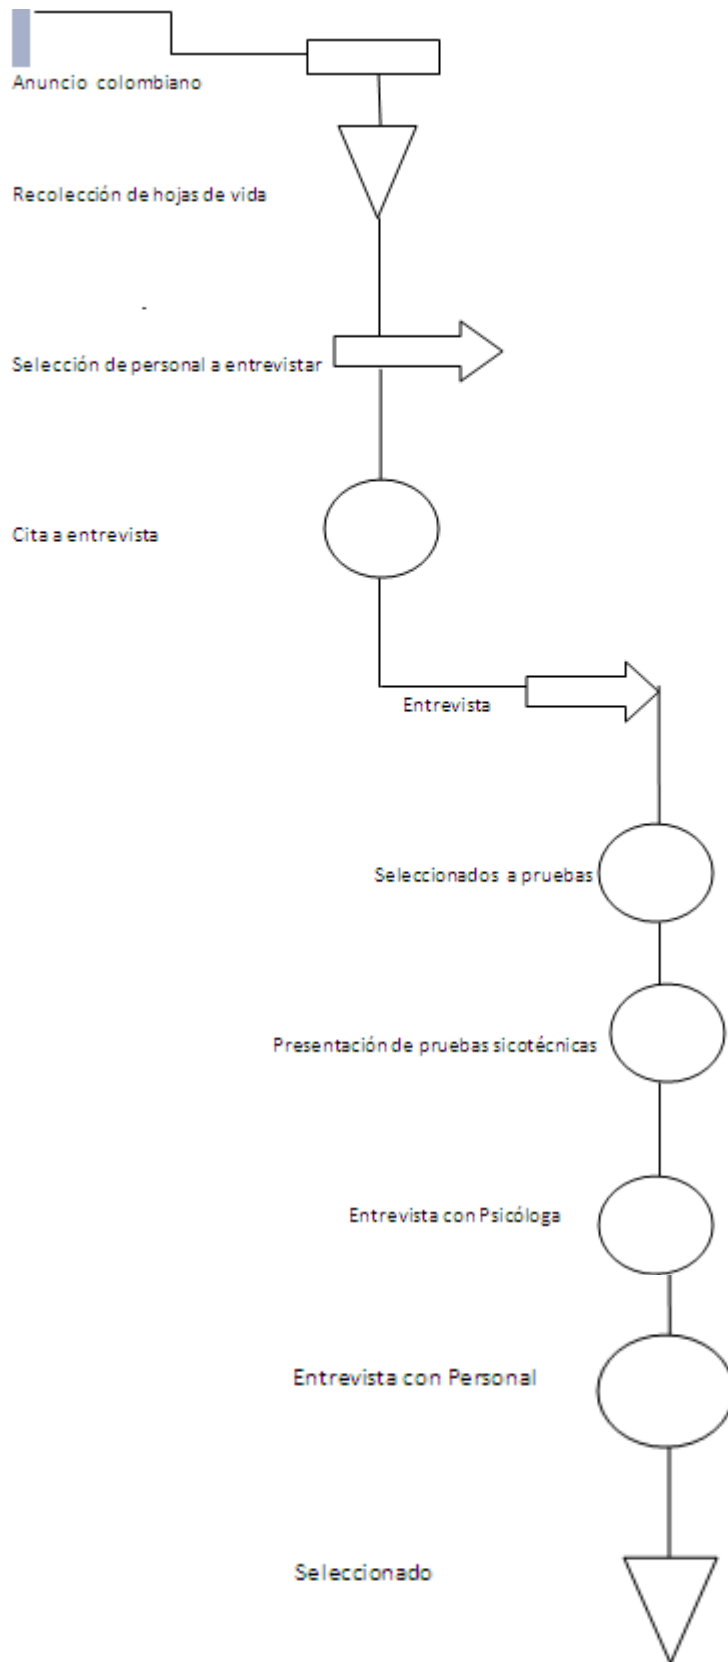 Anuncio colombiano
Recolección de hojas de vida
-
Selección de personal a entrevistar
Cita a entrevista
Entrevista
Seleccionados a pruebas
Presentación de pruebas sicotécnicas
Entrevista con Psicóloga
Entrevista con Personal
Seleccionado